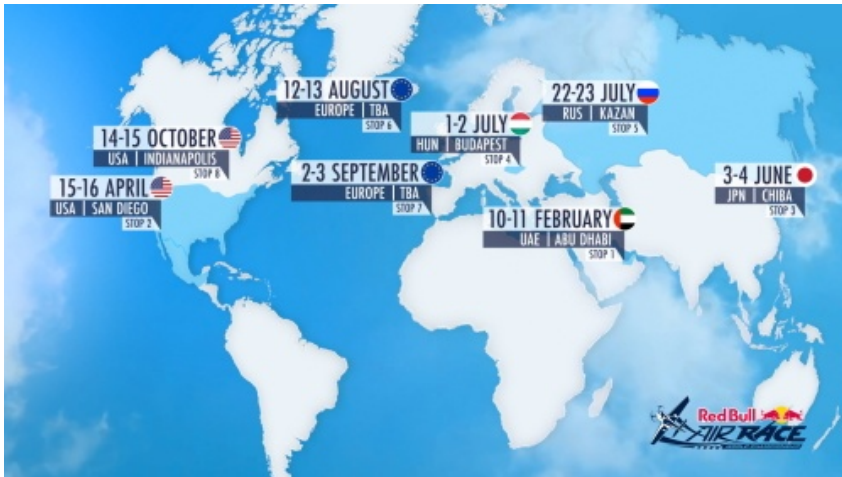 12-13 AUGUST
EUROPE | TBA
STOP 6
22-23 JULY
RUS | KAZAN
STOP 5
1-2 JULY
HUN | BUDAPEST
STOP 4
14-15 OCTOBER
USA | INDIANAPOLIS
STOP 8
2-3 SEPTEMBER
EUROPE | TBA
STOP 7
3-4 JUNE
JPN | CHIBA
STOP 3
15-16 APRIL
USA | SAN DIEGO
STOP 2
10-11 FEBRUARY
UAE | ABU DHABI
STOP 1
Red Bull
AIR RACE